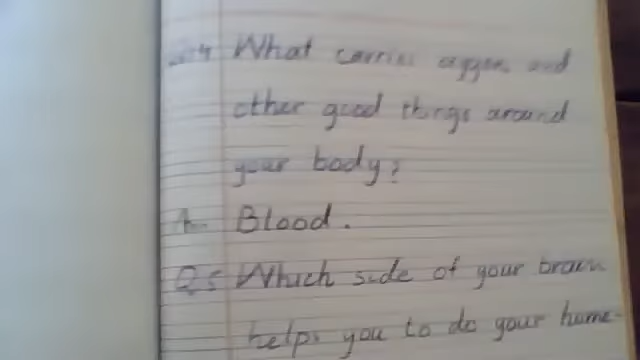 What carries oxygen and
other good things around
your body?
A. Blood.
Q5 Which side of your brain
helps you to do your home-